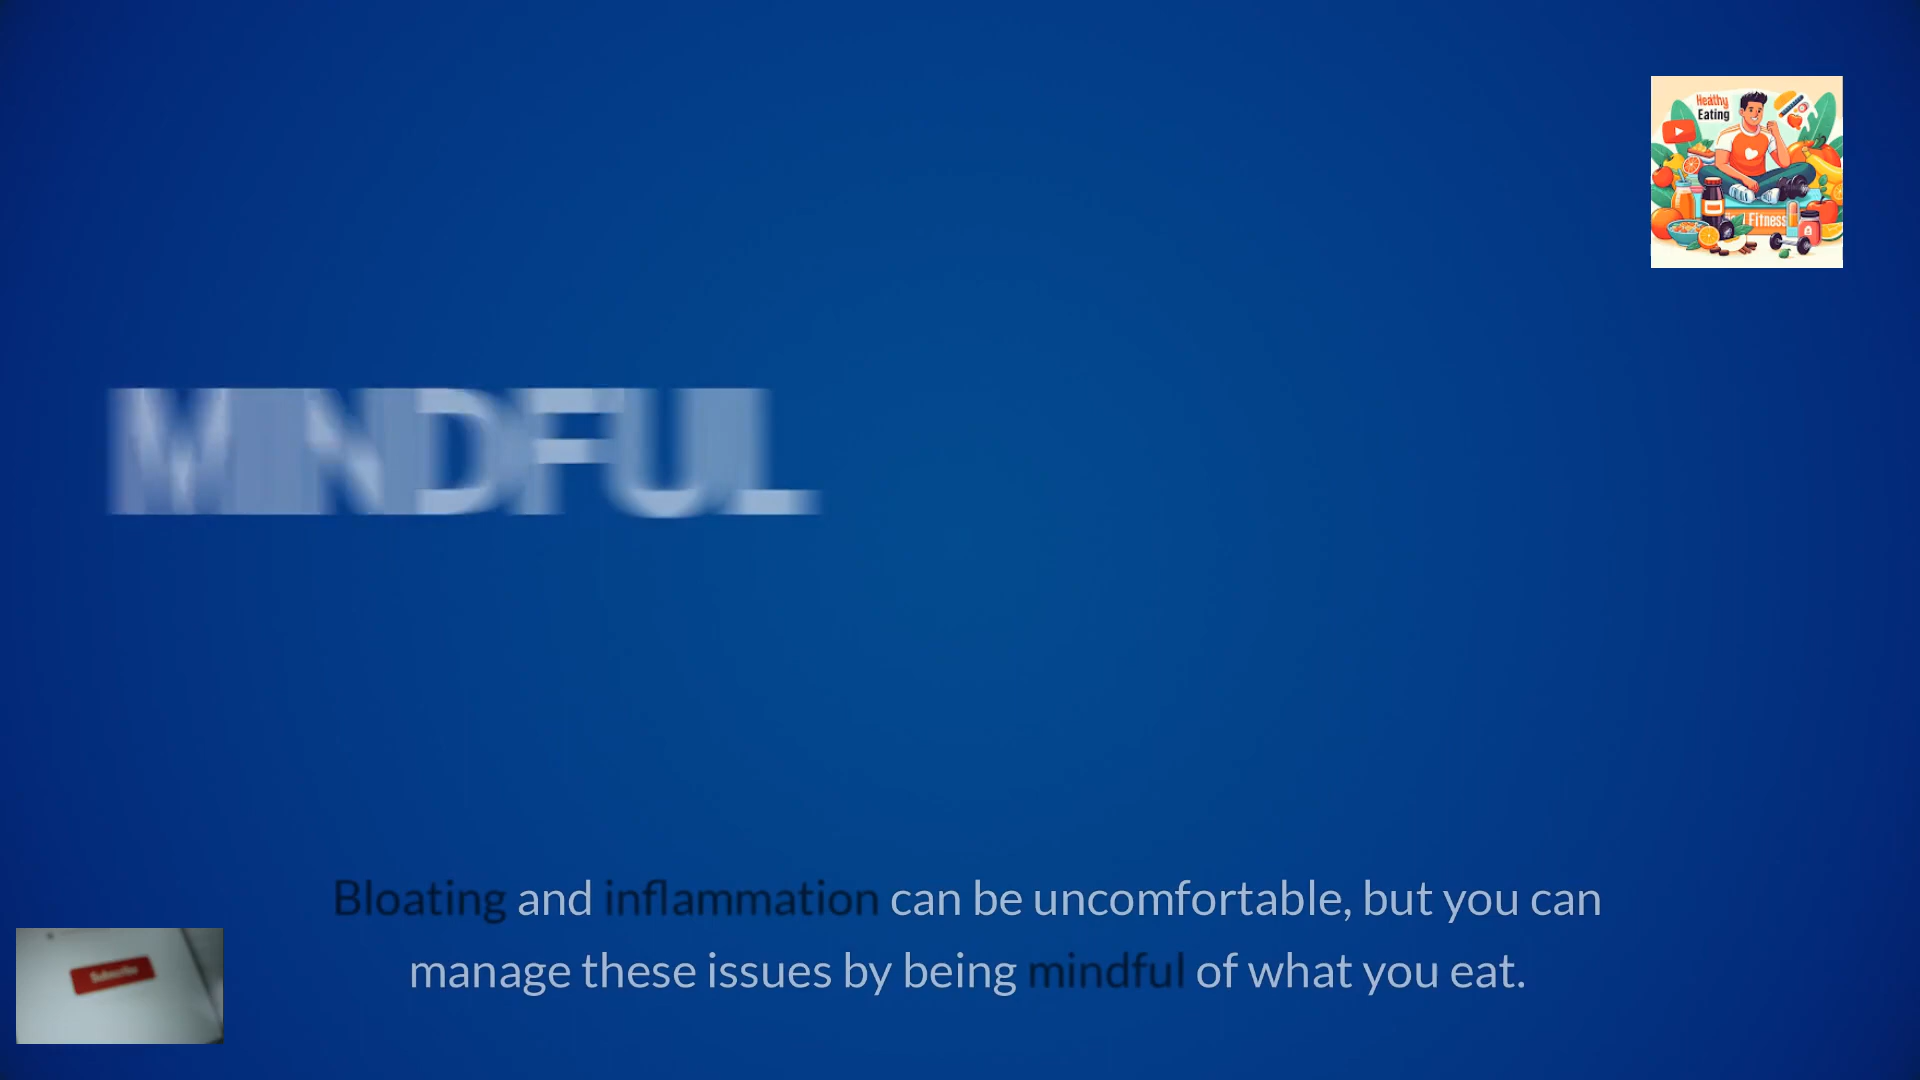 Healthy
Eating
Fitness
MINDFUL
Bloating and inflammation can be uncomfortable, but you can
manage these issues by being mindful of what you eat.
Subscribe